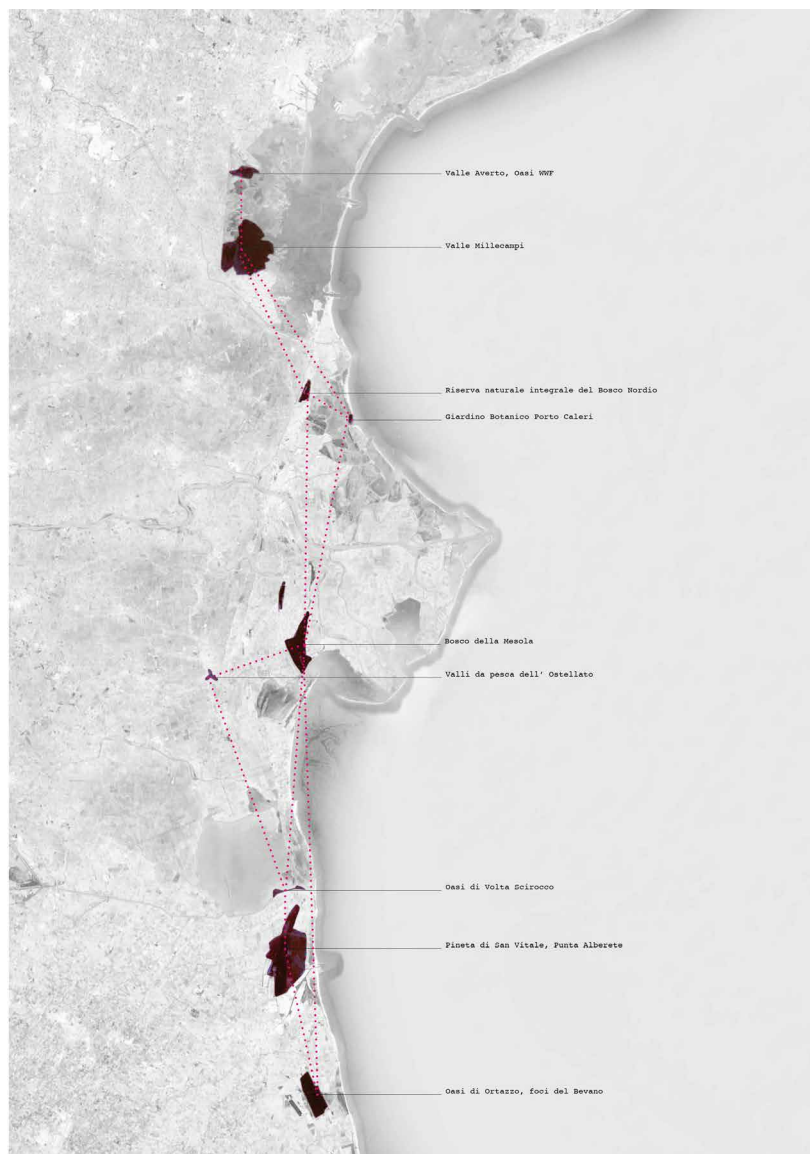 Valle Averto, Oasi WWF
Valle Millecampi
Riserva naturale integrale del Bosco Nordio
Giardino Botanico Porto Caleri
Bosco della Mesola
Valli da pesca dell' Ostellato
Oasi di Volta Scirocco
Pineta di San Vitale, Punta Alberete
Oasi di Ortazzo, foci del Bevano